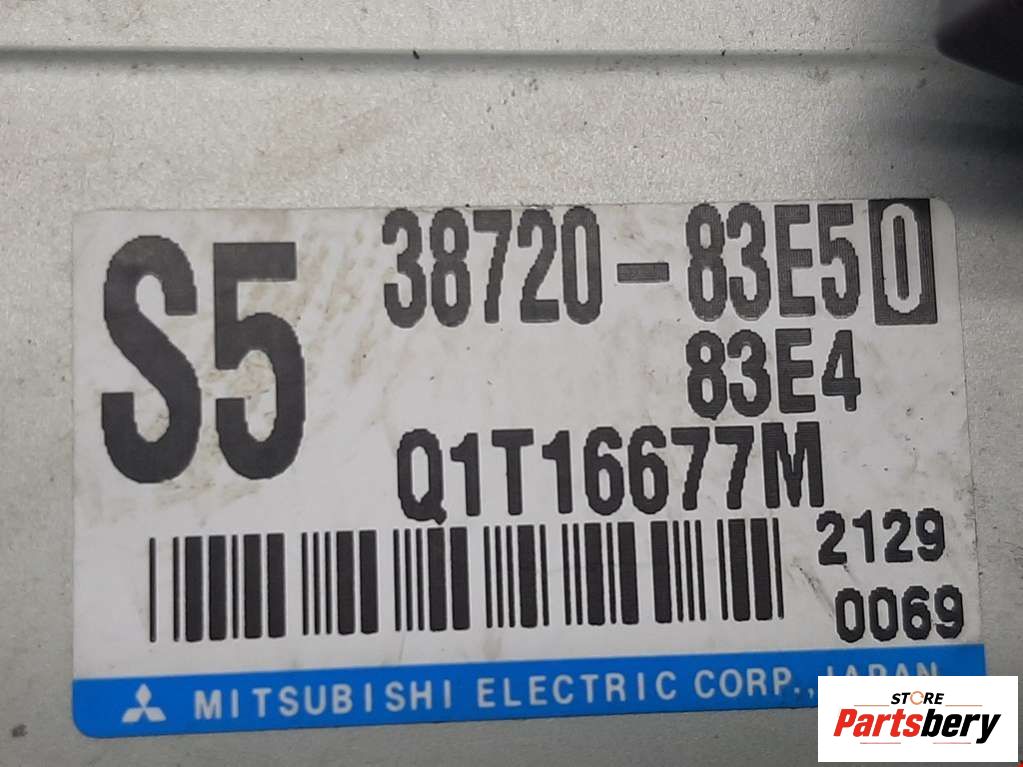 S5
38720-83E50
83E4
Q1T16677M
2129
0069
MITSUBISHI ELECTRIC CORP., JAPAN
STORE
Partsbery